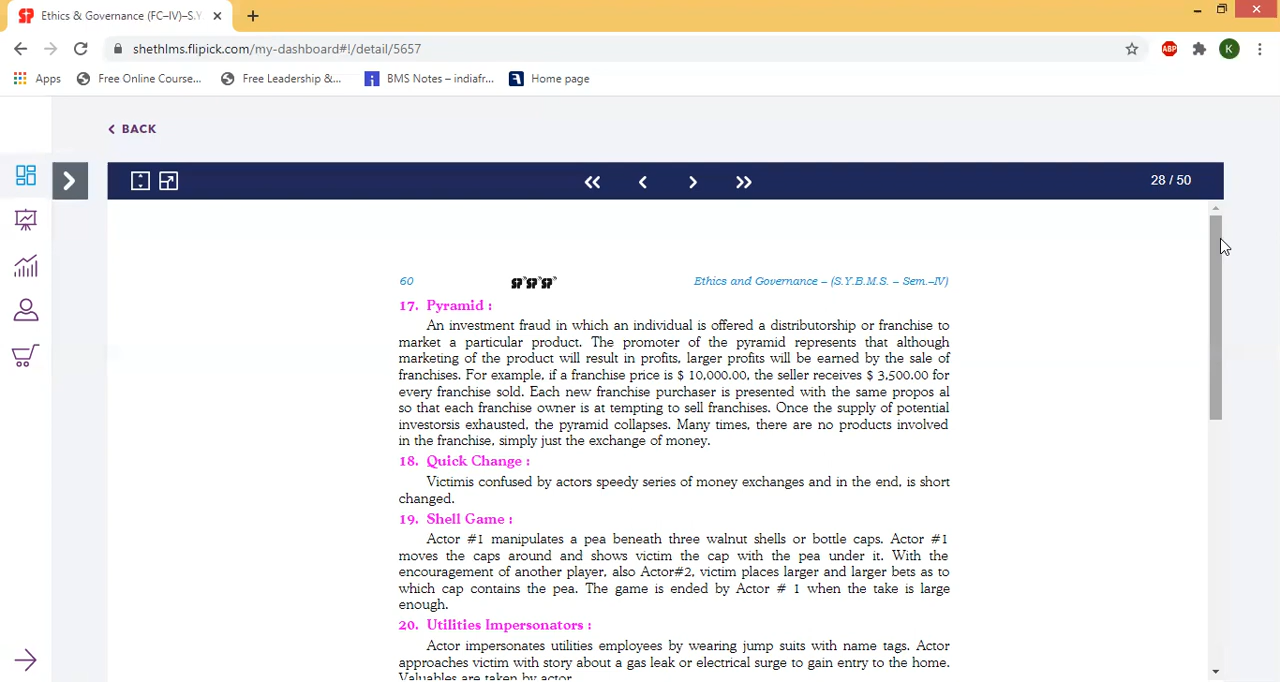 Ethics & Governance (FC-IV)–S.Y.
shethlms.flipick.com/my-dashboard#!/detail/5657
ABP
K
Apps
Free Online Course...
Free Leadership &...
BMS Notes – indiafr...
Home page
BACK
28 / 50
60
Ethics and Governance – (S.Y.B.M.S. – Sem.–IV)
17. Pyramid :
An investment fraud in which an individual is offered a distributorship or franchise to
market a particular product. The promoter of the pyramid represents that although
marketing of the product will result in profits, larger profits will be earned by the sale of
franchises. For example, if a franchise price is $ 10,000.00, the seller receives $ 3,500.00 for
every franchise sold. Each new franchise purchaser is presented with the same propos al
so that each franchise owner is at tempting to sell franchises. Once the supply of potential
investorsis exhausted, the pyramid collapses. Many times, there are no products involved
in the franchise, simply just the exchange of money.
18. Quick Change :
Victimis confused by actors speedy series of money exchanges and in the end, is short
changed.
19. Shell Game :
Actor #1 manipulates a pea beneath three walnut shells or bottle caps. Actor #1
moves the caps around and shows victim the cap with the pea under it. With the
encouragement of another player, also Actor#2, victim places larger and larger bets as to
which cap contains the pea. The game is ended by Actor # 1 when the take is large
enough.
20. Utilities Impersonators :
Actor impersonates utilities employees by wearing jump suits with name tags. Actor
approaches victim with story about a gas leak or electrical surge to gain entry to the home.
Valuables are taken by actor.